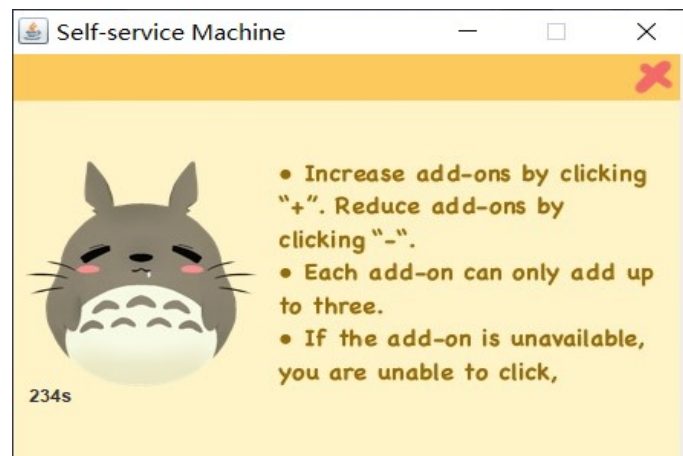 Self-service Machine
• Increase add-ons by clicking
“+”. Reduce add-ons by
clicking “-“.
• Each add-on can only add up
to three.
• If the add-on is unavailable,
you are unable to click,
234s